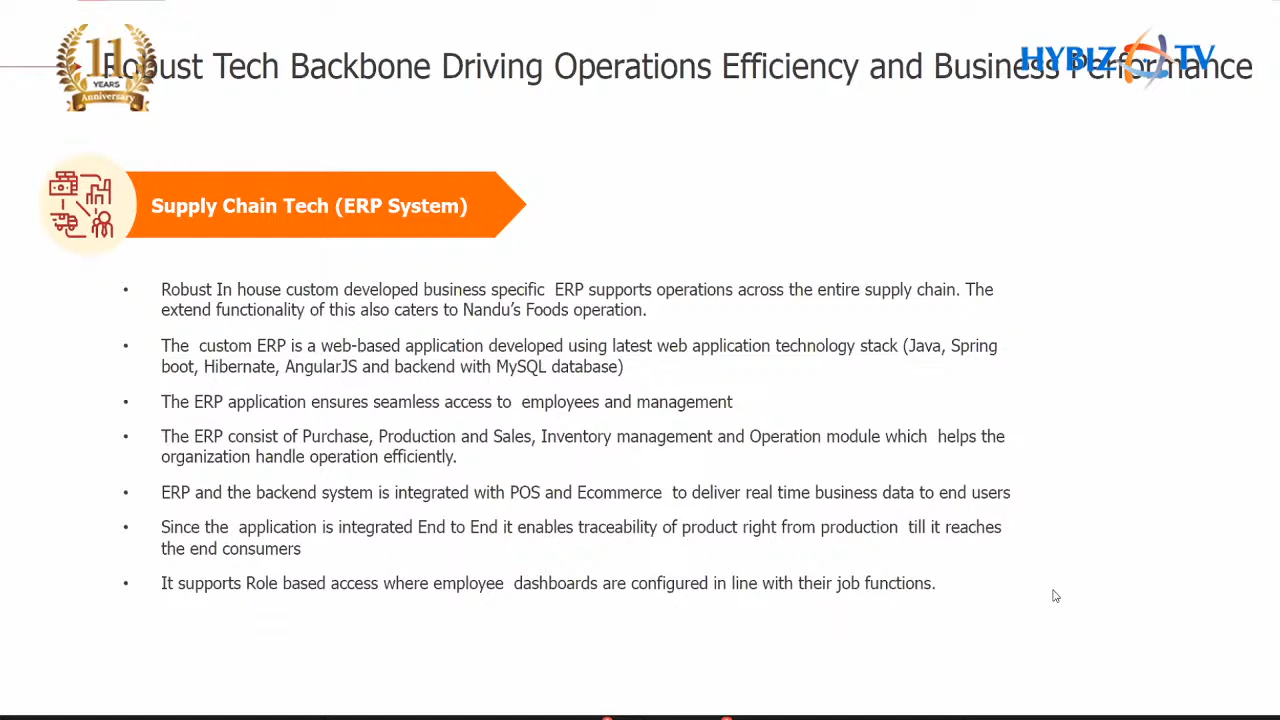 11
YEARS
Anniversary
Robust Tech Backbone Driving Operations Efficiency and Business Performance
HYBIZ TV
Supply Chain Tech (ERP System)
• Robust In house custom developed business specific ERP supports operations across the entire supply chain. The
extend functionality of this also caters to Nandu's Foods operation.
• The custom ERP is a web-based application developed using latest web application technology stack (Java, Spring
boot, Hibernate, AngularJS and backend with MySQL database)
• The ERP application ensures seamless access to employees and management
• The ERP consist of Purchase, Production and Sales, Inventory management and Operation module which helps the
organization handle operation efficiently.
• ERP and the backend system is integrated with POS and Ecommerce to deliver real time business data to end users
• Since the application is integrated End to End it enables traceability of product right from production till it reaches
the end consumers
• It supports Role based access where employee dashboards are configured in line with their job functions.